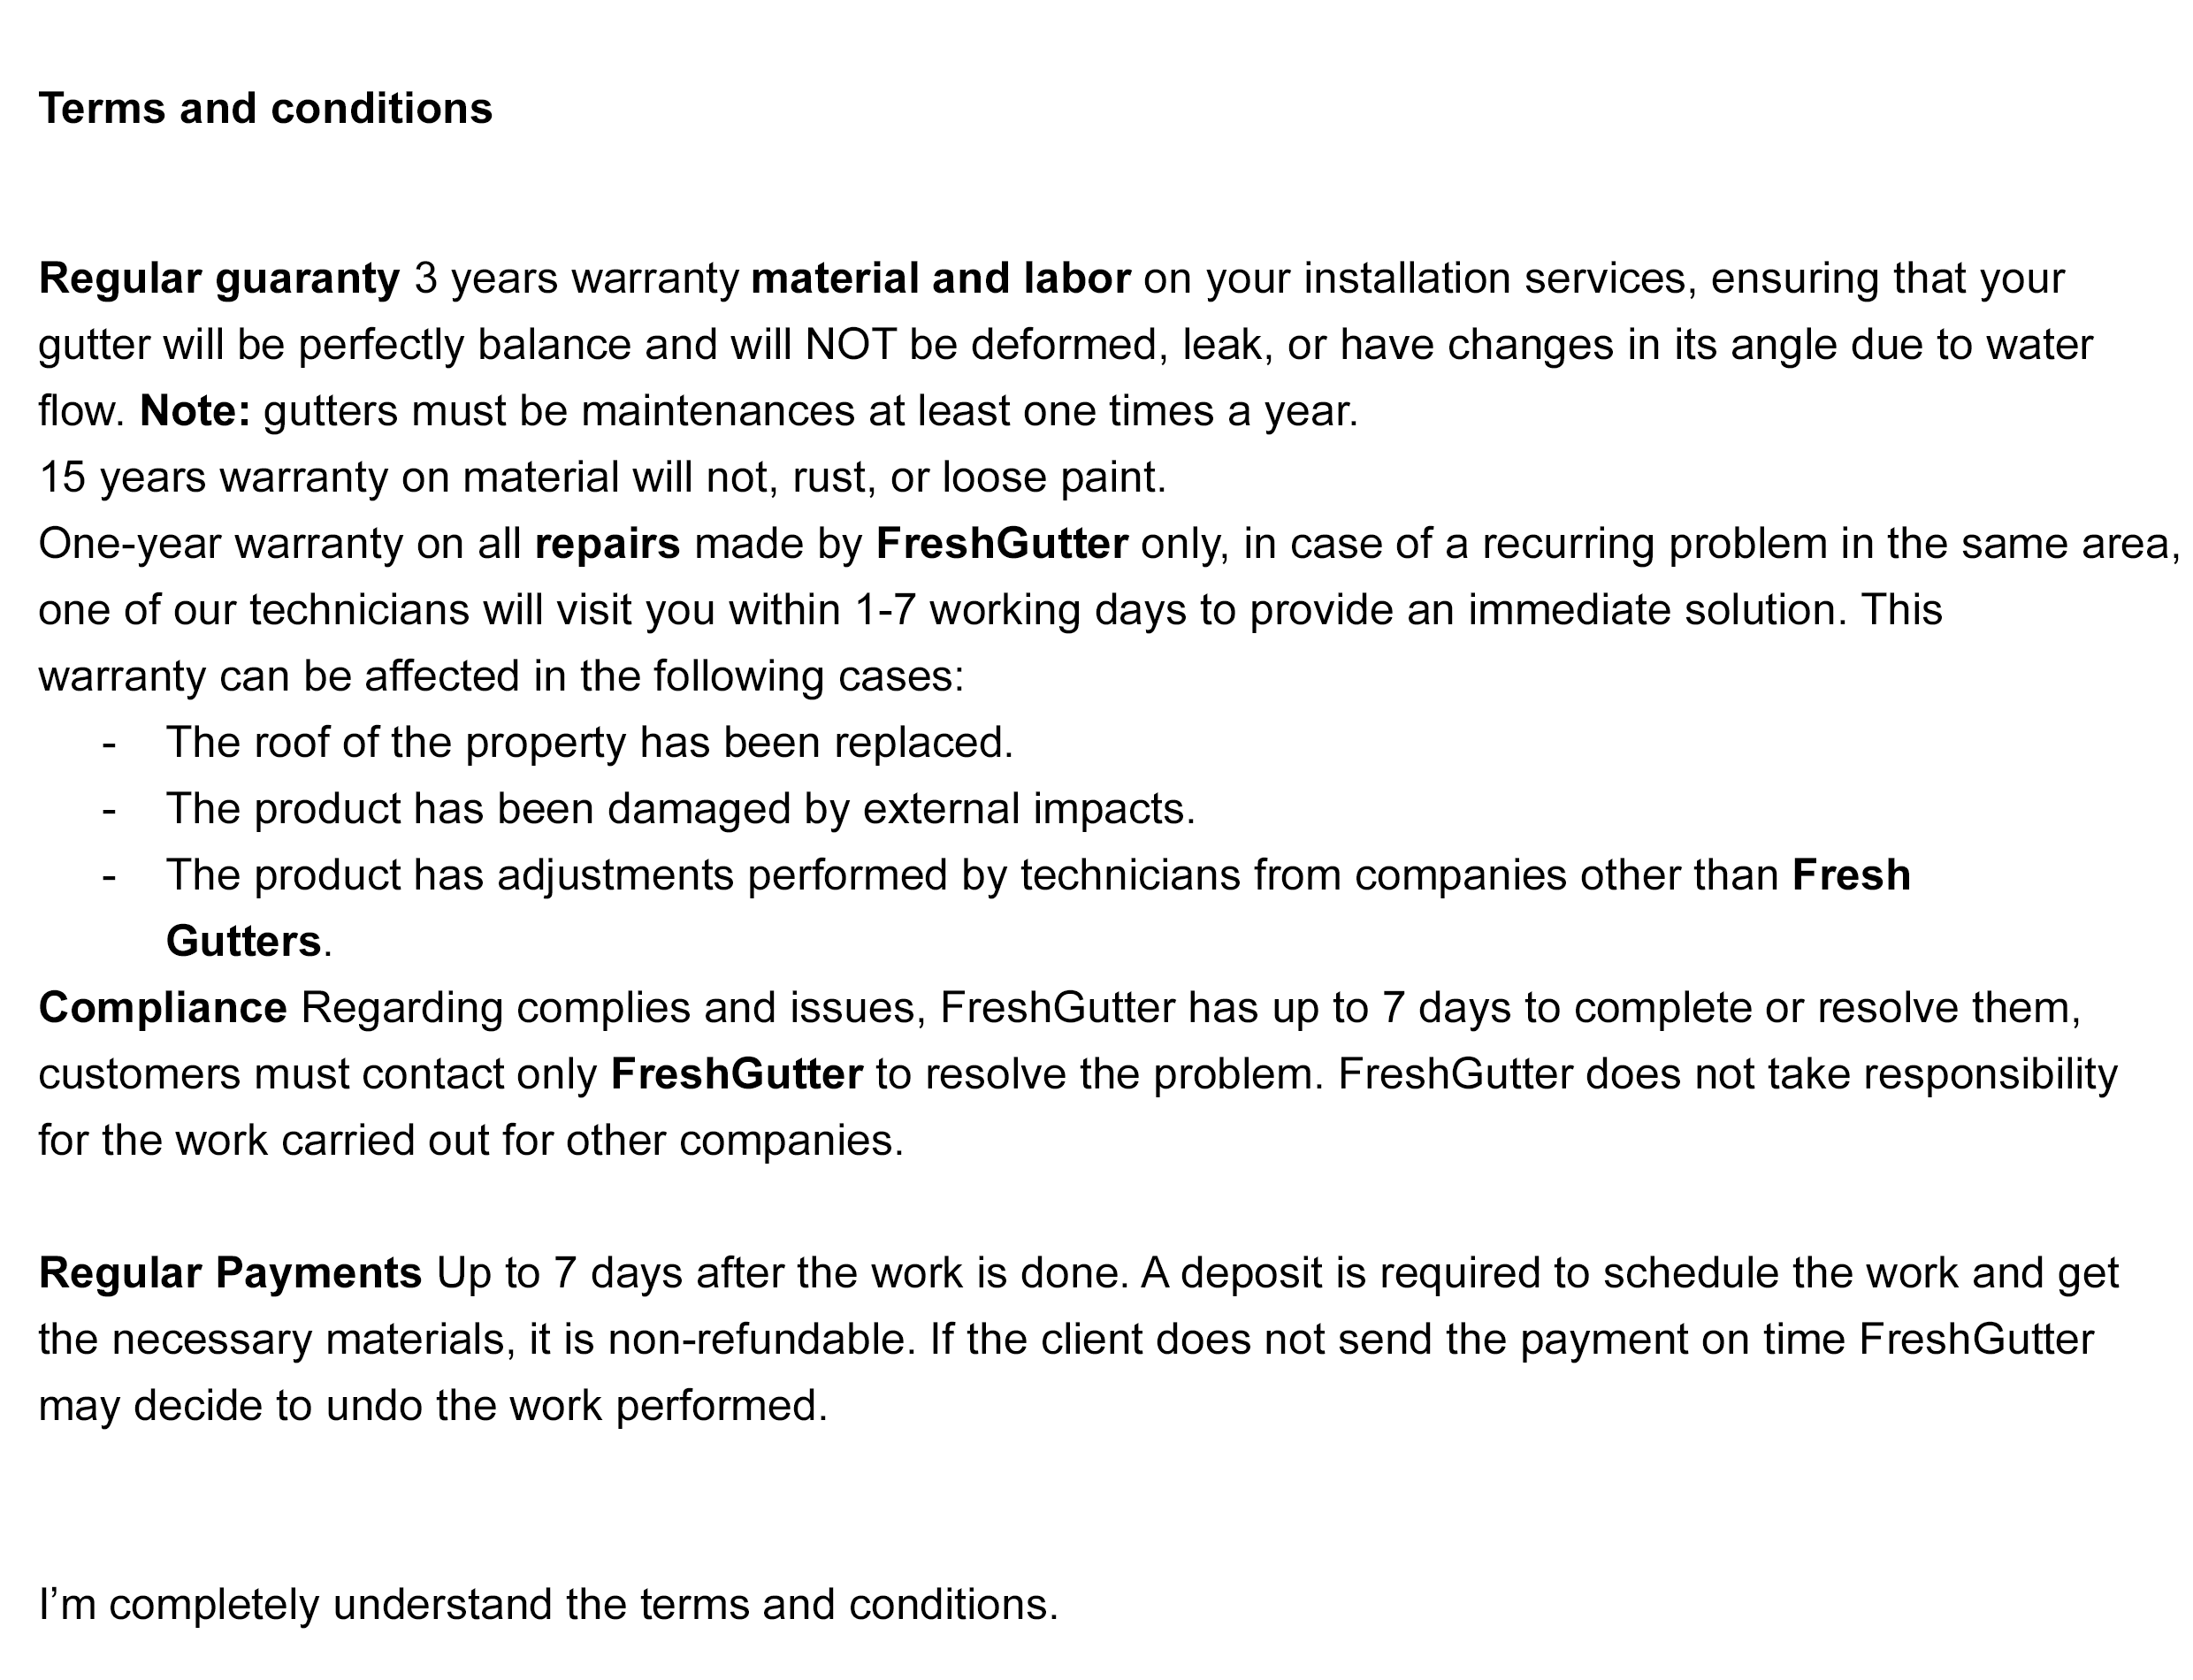 Terms and conditions
Regular guaranty 3 years warranty material and labor on your installation services, ensuring that your
gutter will be perfectly balance and will NOT be deformed, leak, or have changes in its angle due to water
flow. Note: gutters must be maintenances at least one times a year.
15 years warranty on material will not, rust, or loose paint.
One-year warranty on all repairs made by FreshGutter only, in case of a recurring problem in the same area,
one of our technicians will visit you within 1-7 working days to provide an immediate solution. This
warranty can be affected in the following cases:
- The roof of the property has been replaced.
- The product has been damaged by external impacts.
- The product has adjustments performed by technicians from companies other than Fresh
Gutters.
Compliance Regarding complies and issues, FreshGutter has up to 7 days to complete or resolve them,
customers must contact only FreshGutter to resolve the problem. FreshGutter does not take responsibility
for the work carried out for other companies.
Regular Payments Up to 7 days after the work is done. A deposit is required to schedule the work and get
the necessary materials, it is non-refundable. If the client does not send the payment on time FreshGutter
may decide to undo the work performed.
I’m completely understand the terms and conditions.